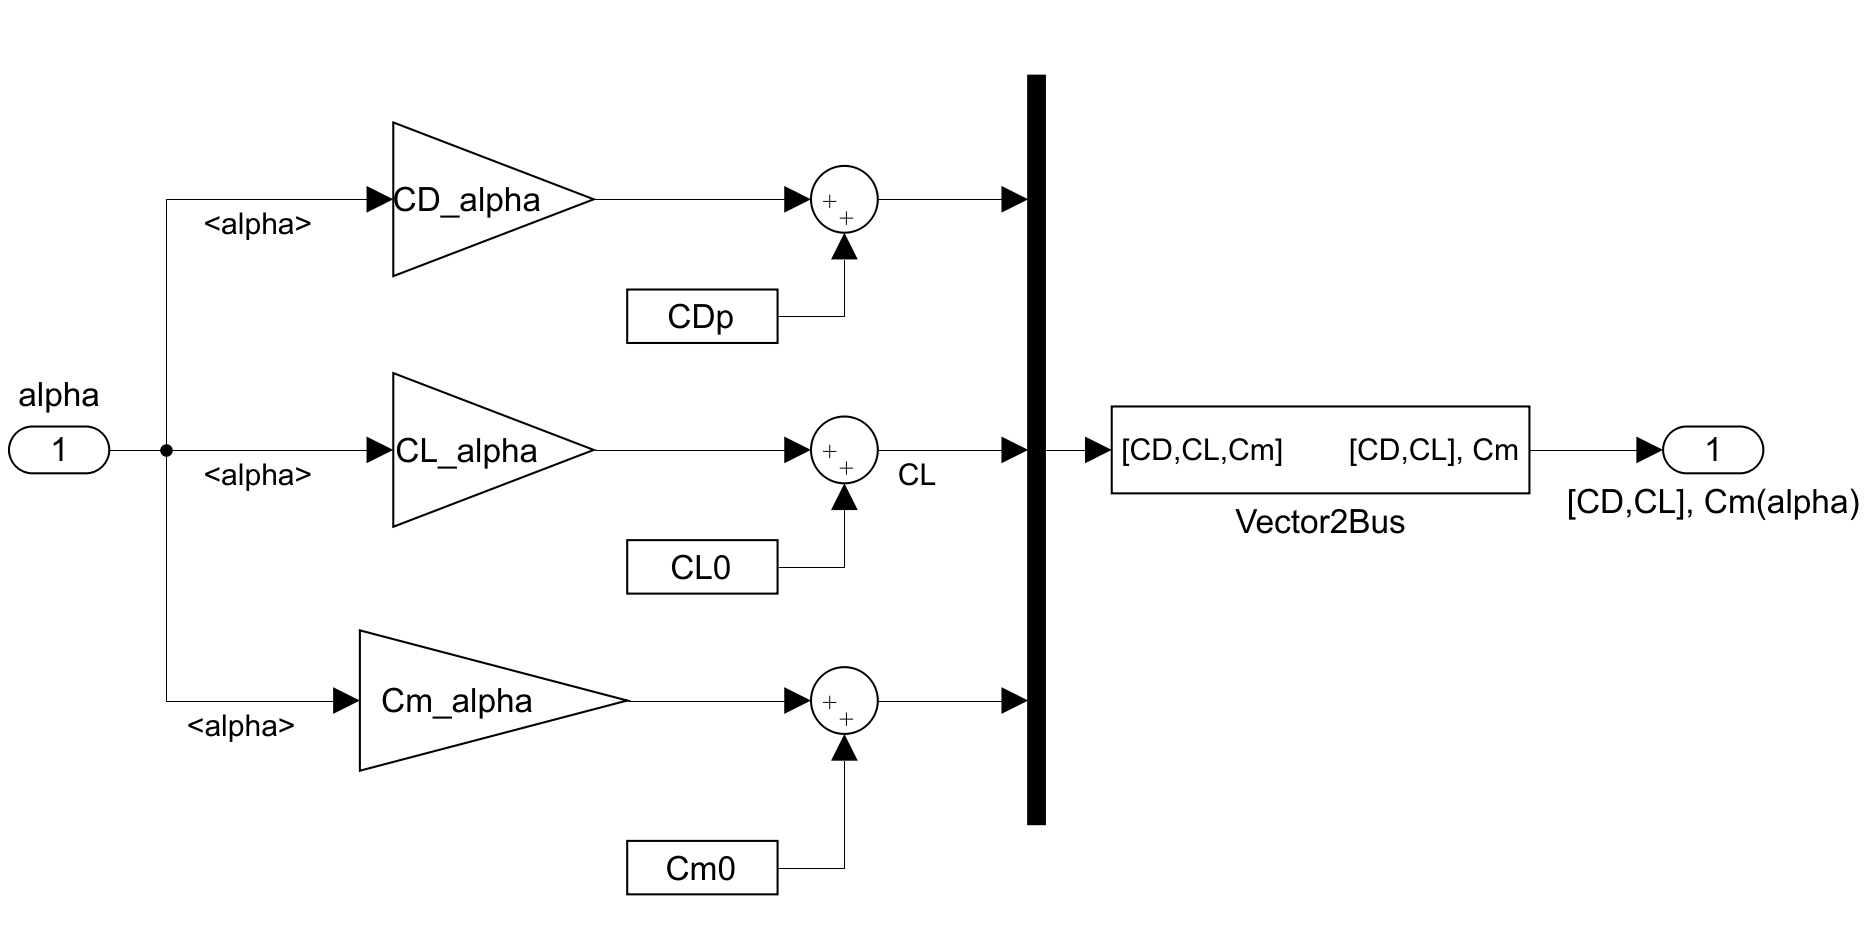 CD_alpha
+
+
<alpha>
CDp
alpha
1
<alpha>
CL_alpha
+
+
CL
[CD,CL,Cm]
[CD,CL], Cm
1
[CD,CL], Cm(alpha)
Vector2Bus
CL0
Cm_alpha
+
+
<alpha>
Cm0